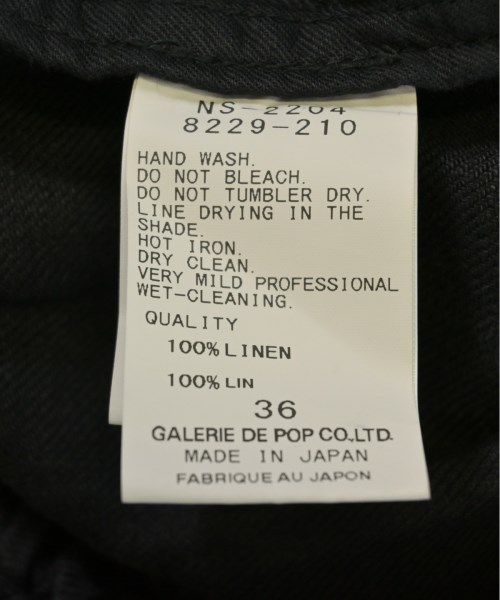 NS-2204
8229-210
HAND WASH.
DO NOT BLEACH.
DO NOT TUMBLER DRY.
LINE DRYING IN THE
SHADE.
HOT IRON.
DRY CLEAN.
VERY MILD PROFESSIONAL
WET-CLEANING.
QUALITY
100% LINEN
100% LIN
36
GALERIE DE POP CO.,LTD.
MADE IN JAPAN
FABRIQUE AU JAPON